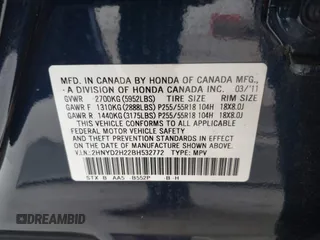 MFD. IN CANADA BY HONDA OF CANADA MFG.,
A DIVISION OF HONDA CANADA INC. 03/'11
GVWR 2700KG(5952LBS) TIRE SIZE RIM SIZE
GAWR F 1310KG(2888LBS) P255/55R18 104H 18X8.0J
GAWR R 1440KG(3175LBS) P255/55R18 104H 18X8.0J
THIS VEHICLE CONFORMS TO ALL APPLICABLE
FEDERAL MOTOR VEHICLE SAFETY AND THEFT
PREVENTION STANDARDS IN EFFECT ON THE
DATE OF MANUFACTURE SHOWN ABOVE.
V.I.N.: 2HNYD2H22BH532772 TYPE: MPV
STX B AA5 B552P B H